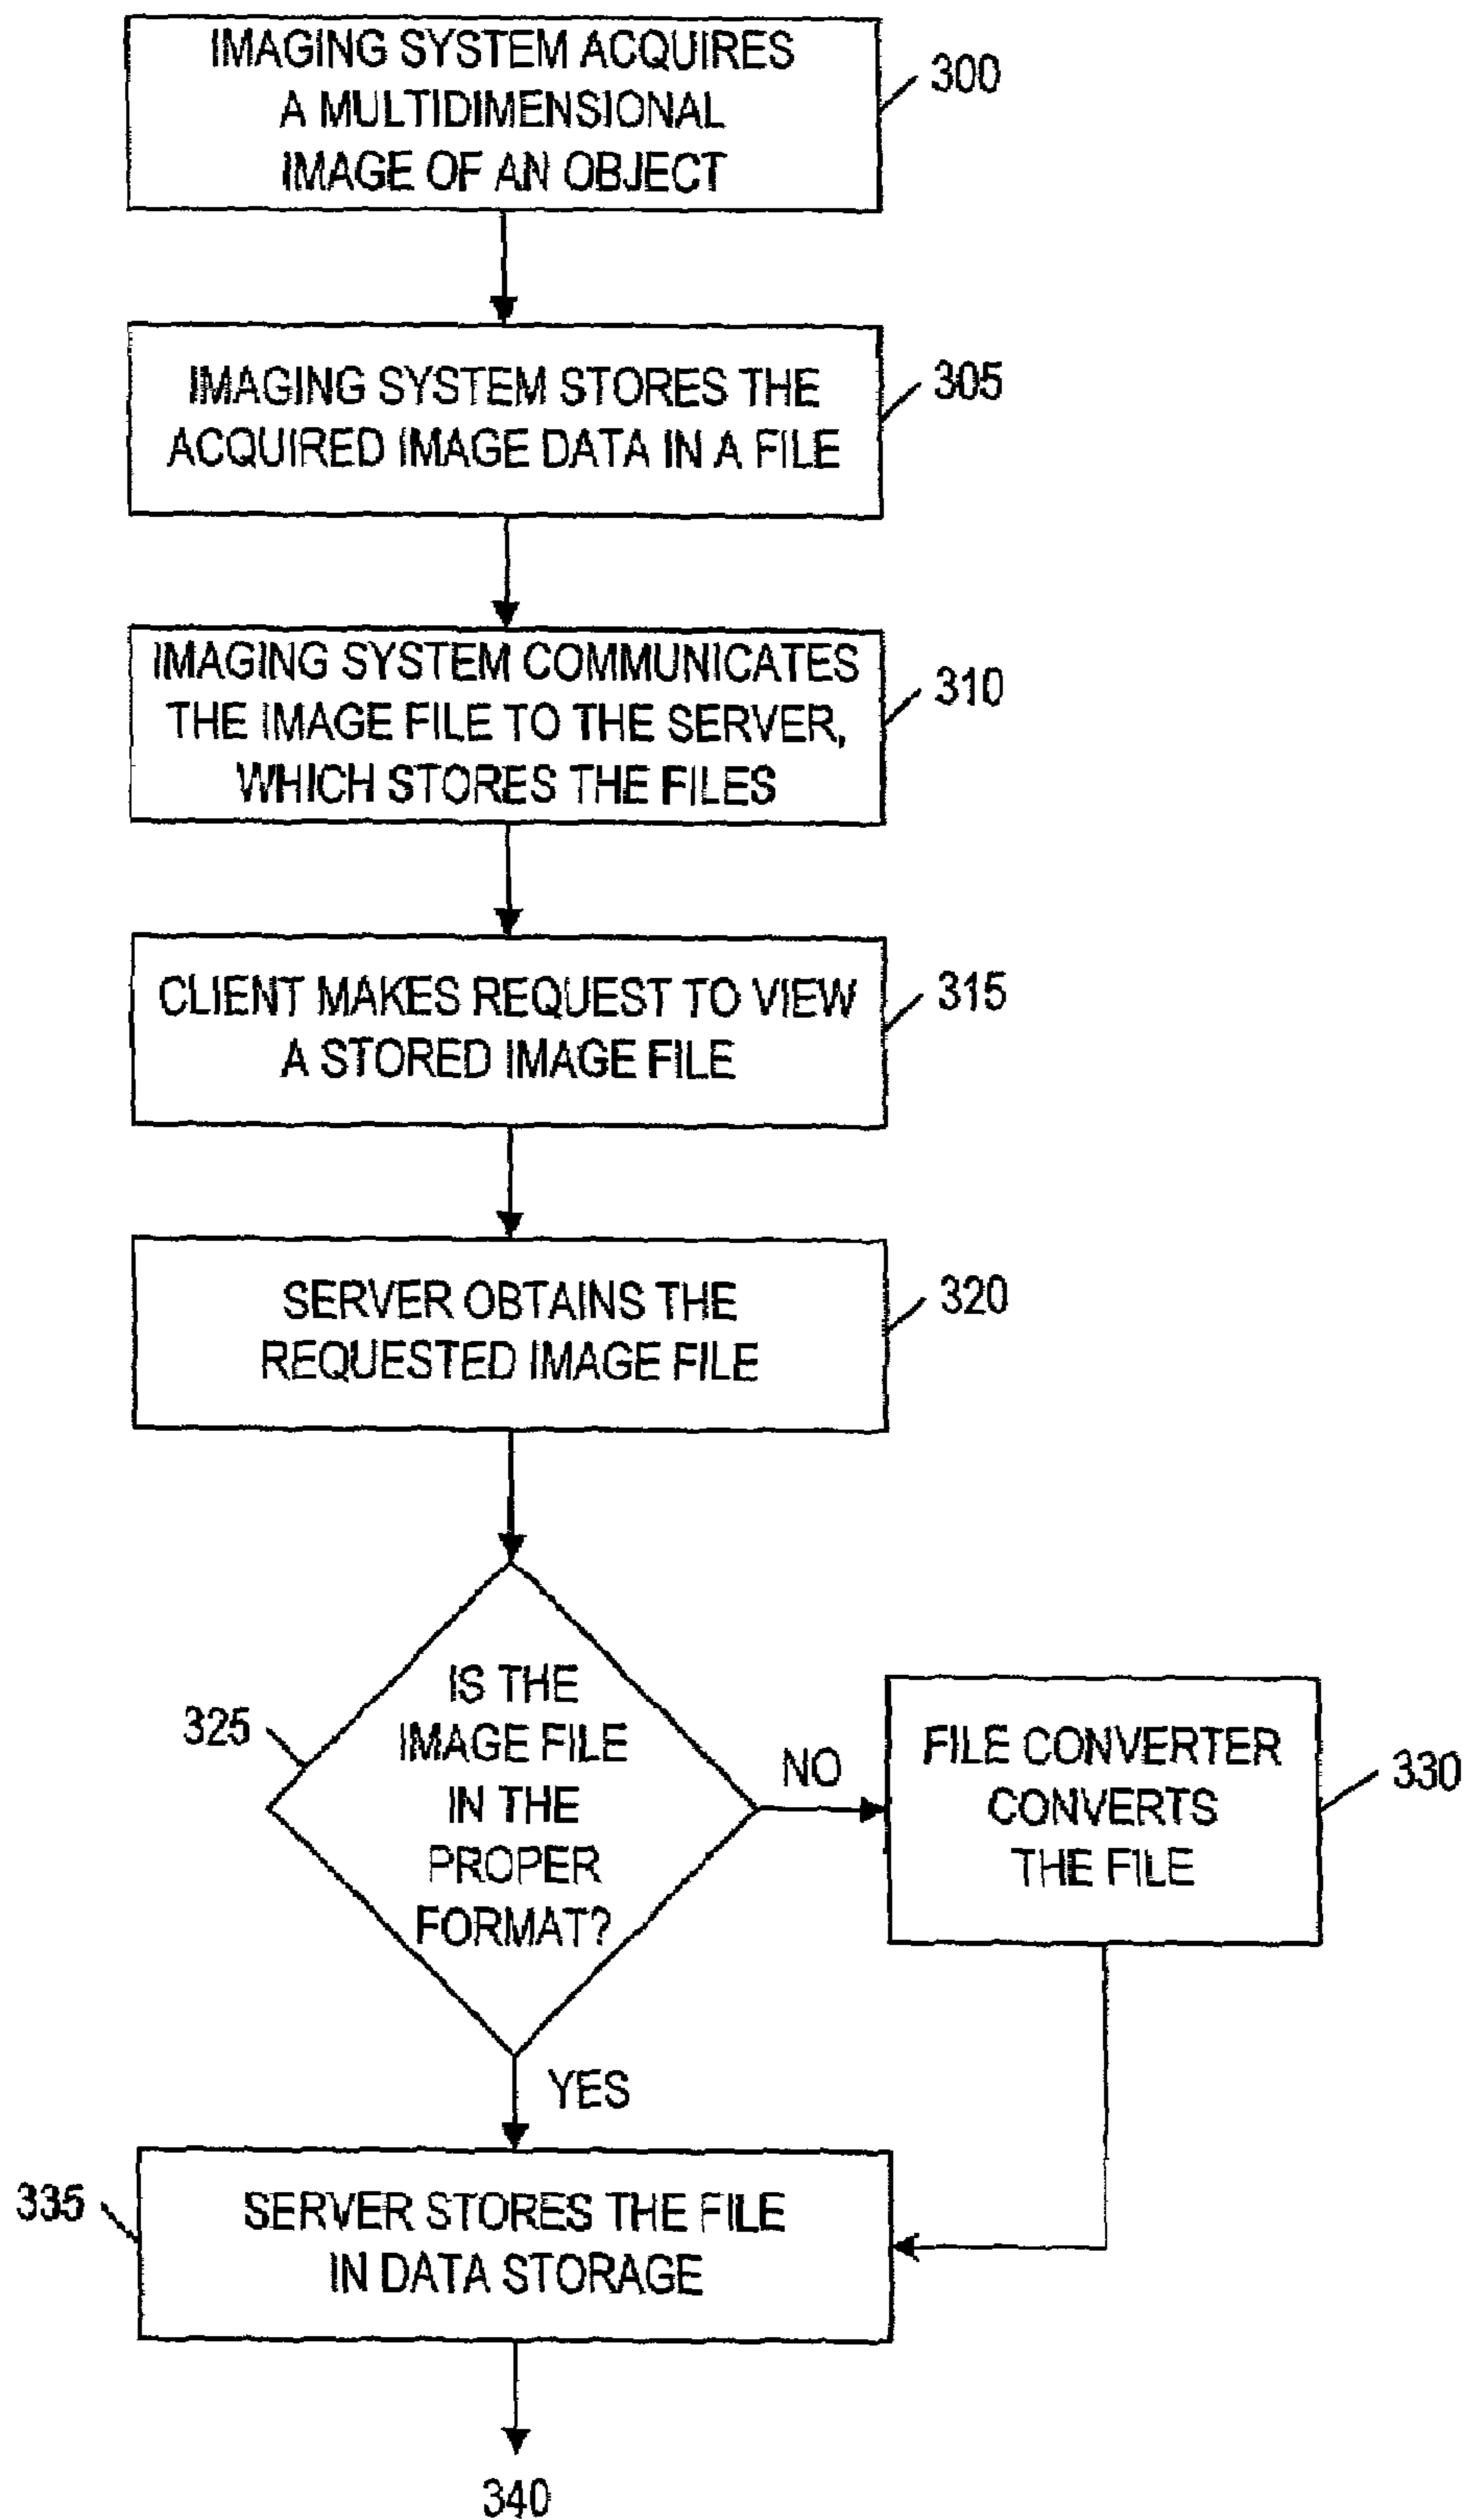 IMAGING SYSTEM ACQUIRES
A MULTIDIMENSIONAL
IMAGE OF AN OBJECT
300
IMAGING SYSTEM STORES THE
ACQUIRED IMAGE DATA IN A FILE
305
IMAGING SYSTEM COMMUNICATES
THE IMAGE FILE TO THE SERVER,
WHICH STORES THE FILES
310
CLIENT MAKES REQUEST TO VIEW
A STORED IMAGE FILE
315
SERVER OBTAINS THE
REQUESTED IMAGE FILE
320
325
IS THE
IMAGE FILE
IN THE
PROPER
FORMAT?
NO
FILE CONVERTER
CONVERTS
THE FILE
330
YES
335
SERVER STORES THE FILE
IN DATA STORAGE
340